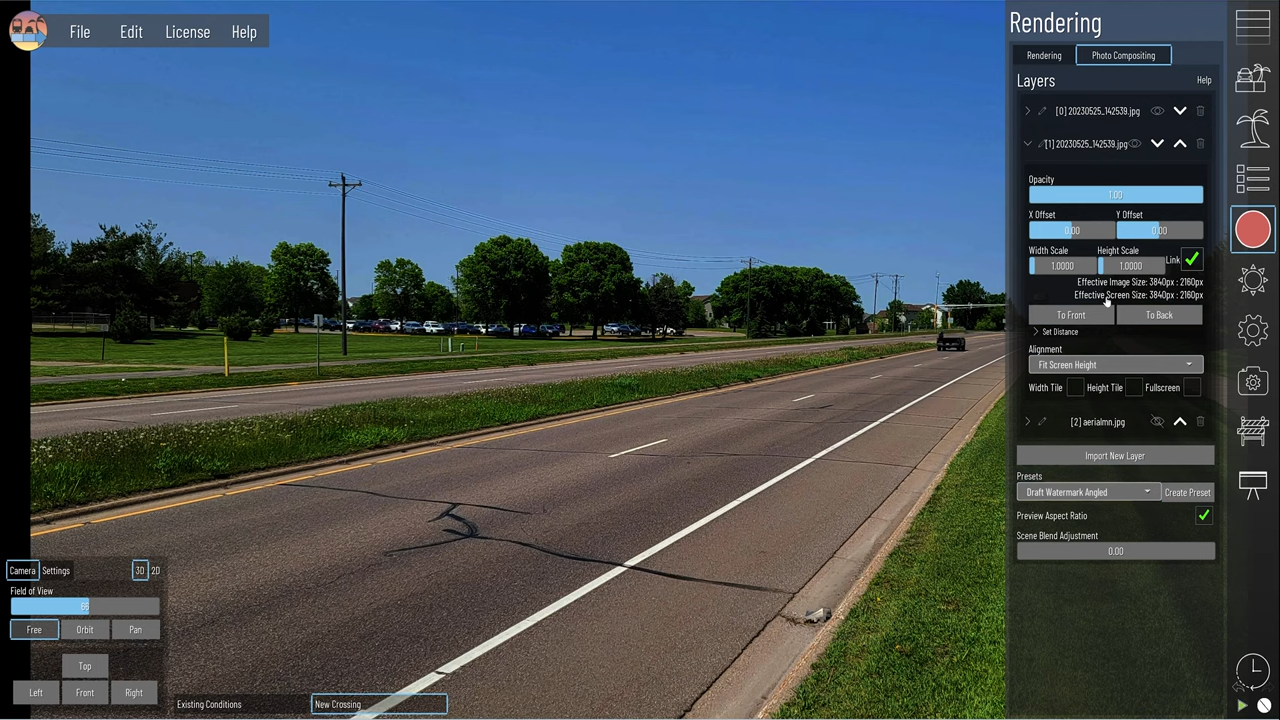 File Edit License Help
Rendering
Rendering Photo Compositing
Layers Help
[0] 20230525_142539.jpg
[1] 20230525_142539.jpg
Opacity
1.00
X Offset Y Offset
0.00 0.00
Width Scale Height Scale Link
1.0000 1.0000
Effective Image Size: 3840px : 2160px
Effective Screen Size: 3840px : 2160px
To Front To Back
Set Distance
Alignment
Fit Screen Height
Width Tile Height Tile Fullscreen
[2] aerialmn.jpg
Import New Layer
Presets
Draft Watermark Angled Create Preset
Preview Aspect Ratio
Scene Blend Adjustment
0.00
Camera Settings 3D 2D
Field of View
66
Free Orbit Pan
Top
Left Front Right
Existing Conditions New Crossing